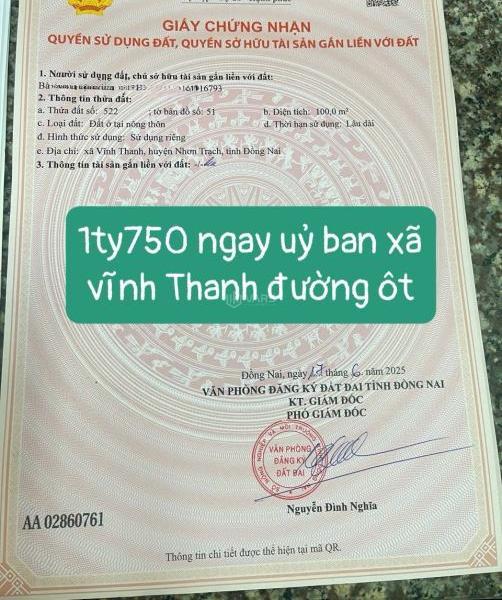 GIẤY CHỨNG NHẬN
QUYỀN SỬ DỤNG ĐẤT, QUYỀN SỞ HỮU TÀI SẢN GẮN LIỀN VỚI ĐẤT
1. Người sử dụng đất, chủ sở hữu tài sản gắn liền với đất:
Bà
2. Thông tin thửa đất:
a. Thửa đất số: 522 ; tờ bản đồ số: 51 b. Diện tích: 100,0 m²
c. Loại đất: Đất ở tại nông thôn d. Thời hạn sử dụng: Lâu dài
đ. Hình thức sử dụng: Sử dụng riêng
e. Địa chỉ: xã Vĩnh Thanh, huyện Nhơn Trạch, tỉnh Đồng Nai
3. Thông tin tài sản gắn liền với đất: -/-
1ty750 ngay uỷ ban xã
vĩnh Thanh đường ôt
Đồng Nai, ngày 17 tháng 6 năm 2025
VĂN PHÒNG ĐĂNG KÝ ĐẤT ĐAI TỈNH ĐỒNG NAI
KT. GIÁM ĐỐC
PHÓ GIÁM ĐỐC
VĂN PHÒNG
ĐĂNG KÝ
ĐẤT ĐAI
Nguyễn Đình Nghĩa
AA 02860761
Thông tin chi tiết được thể hiện tại mã QR.